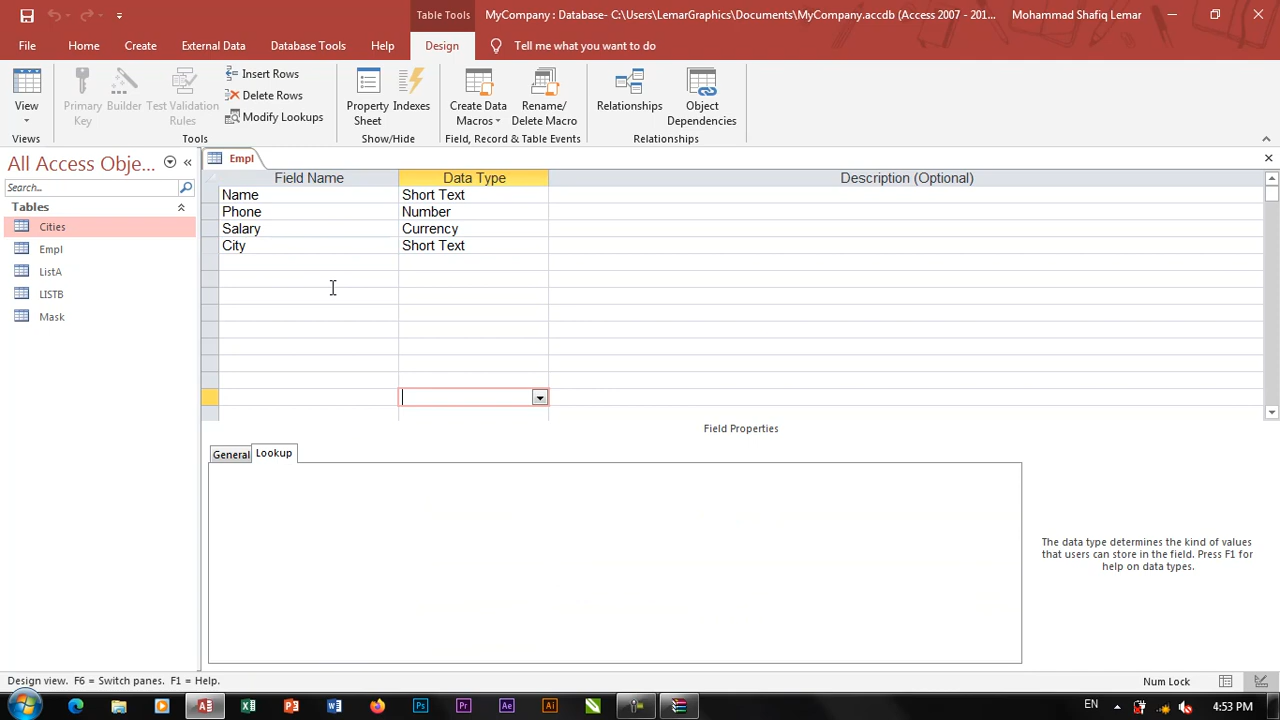 Table Tools
MyCompany : Database- C:\Users\LemarGraphics\Documents\MyCompany.accdb (Access 2007 - 201...
Mohammad Shafiq Lemar
File
Home
Create
External Data
Database Tools
Help
Design
Tell me what you want to do
View
Primary
Key
Builder
Test Validation
Rules
Insert Rows
Delete Rows
Modify Lookups
Property
Sheet
Indexes
Create Data
Macros
Rename/
Delete Macro
Relationships
Object
Dependencies
Views
Tools
Show/Hide
Field, Record & Table Events
Relationships
All Access Obje...
Search...
Tables
Cities
Empl
ListA
LISTB
Mask
Empl
Field Name
Data Type
Description (Optional)
Name
Short Text
Phone
Number
Salary
Currency
City
Short Text
Field Properties
General
Lookup
The data type determines the kind of values
that users can store in the field. Press F1 for
help on data types.
Design view. F6 = Switch panes. F1 = Help.
Num Lock
EN
4:53 PM